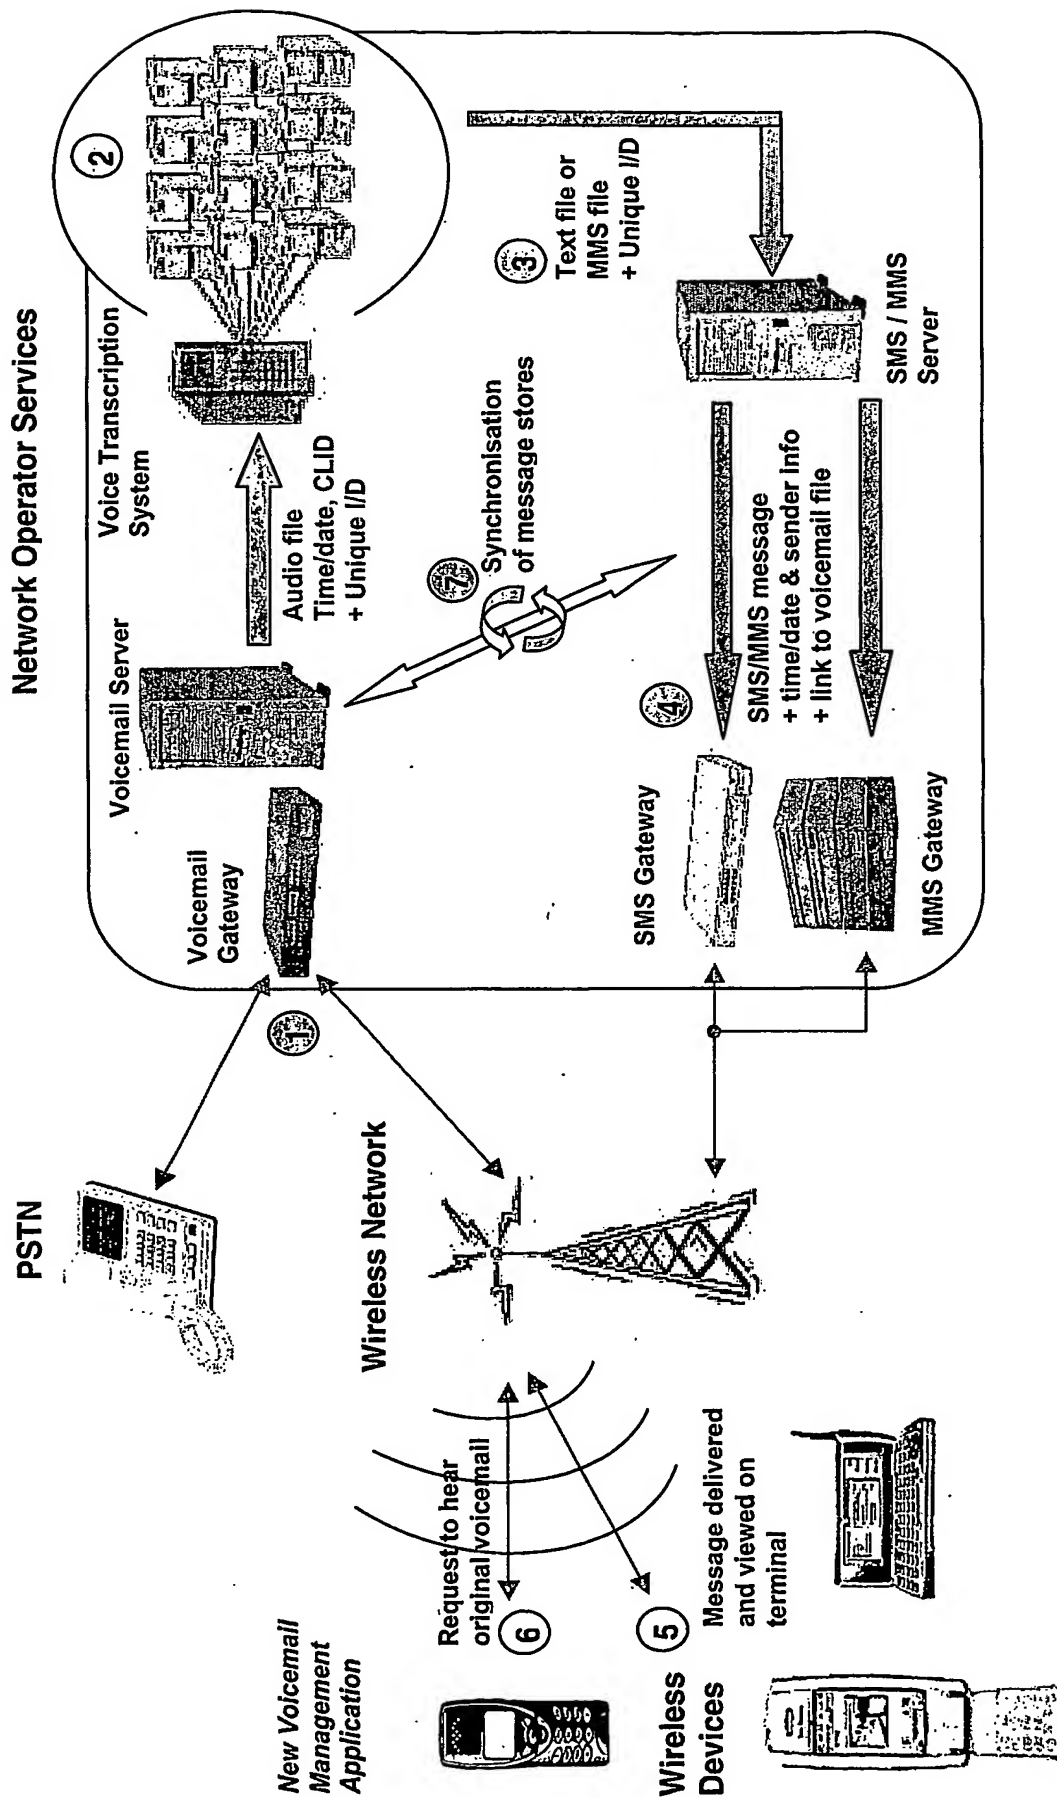 Network Operator Services
PSTN
Voicemail Server
Voice Transcription
System
2
Voicemail
Gateway
1
Audio file
Time/date, CLID
+ Unique I/D
Wireless Network
7
Synchronisation
of message stores
3
Text file or
MMS file
+ Unique I/D
New Voicemail
Management
Application
Request to hear
original voicemail
6
5
Message delivered
and viewed on
terminal
Wireless
Devices
SMS Gateway
4
SMS/MMS message
+ time/date & sender info
+ link to voicemail file
MMS Gateway
SMS / MMS
Server